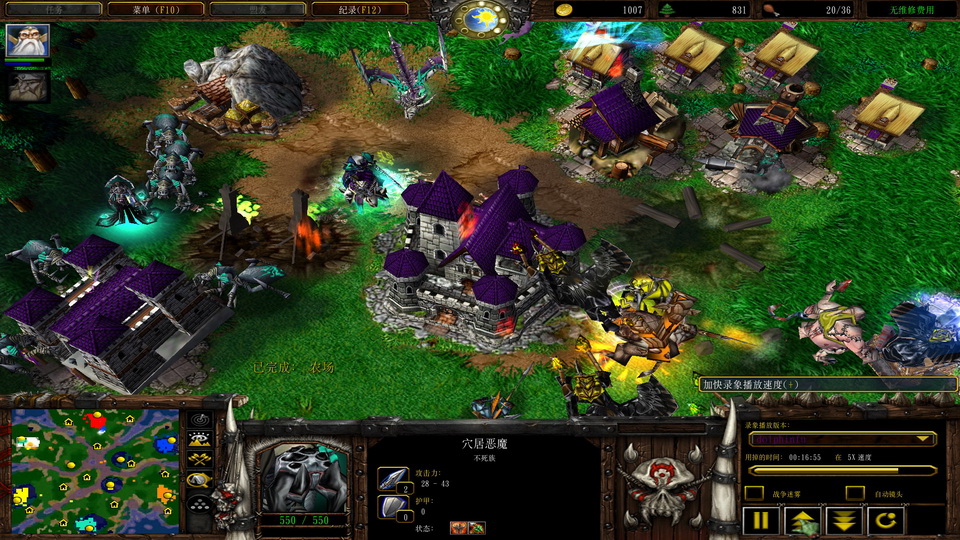 任务
菜单 (F10)
纪录(F12)
1007
831
20/36
无维修费用
已完成: 农场
加快录象播放速度(+)
穴居恶魔
不死族
攻击力:
28 - 43
2
护甲:
0
0
状态:
550 / 550
录象播放版本:
用掉的时间: 00:16:55 在 5X 速度
战争迷雾
自动镜头